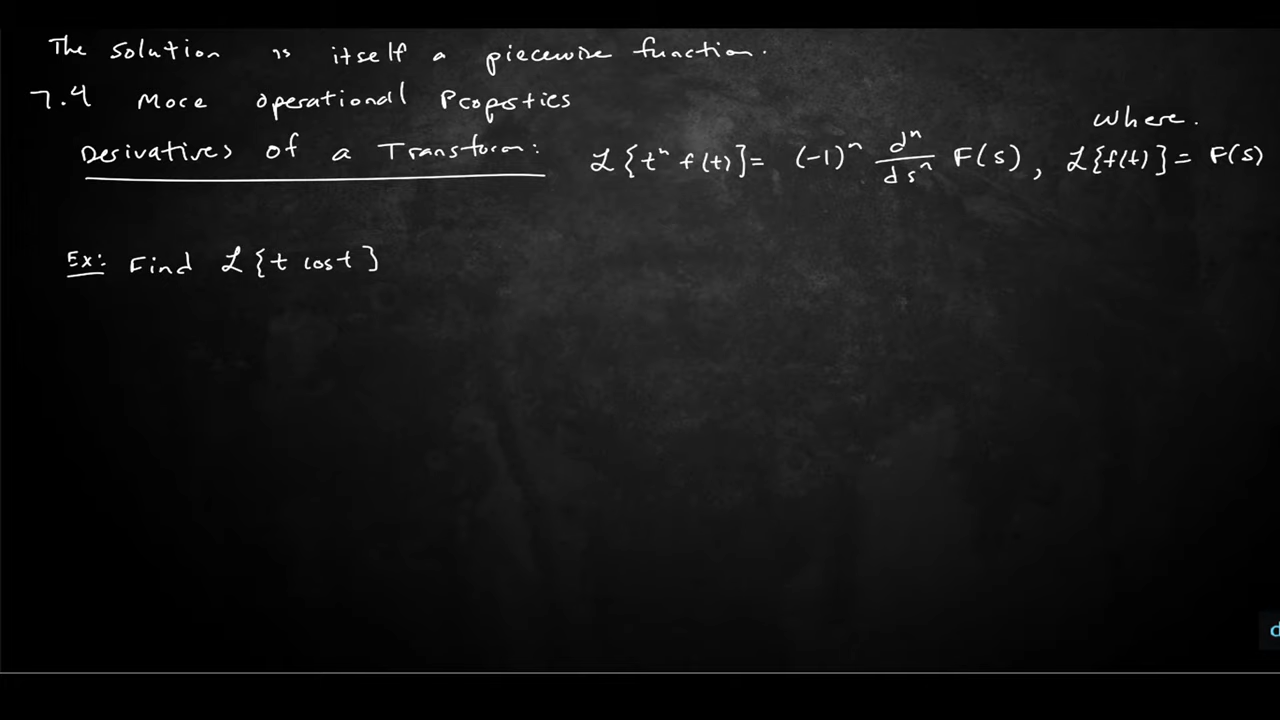 The solution is itself a piecewise function.
7.4 More operational Properties
where.
Derivatives of a Transform: ℒ{tⁿ f(t)} = (-1)ⁿ dⁿ/dsⁿ F(s), ℒ{f(t)} = F(s)
Ex: Find ℒ{t cost}